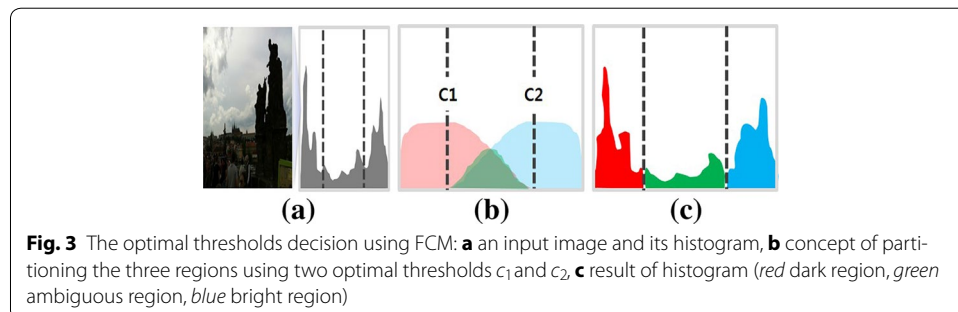 C1 C2
(a) (b) (c)
Fig. 3 The optimal thresholds decision using FCM: a an input image and its histogram, b concept of parti-
tioning the three regions using two optimal thresholds c1 and c2, c result of histogram (red dark region, green
ambiguous region, blue bright region)